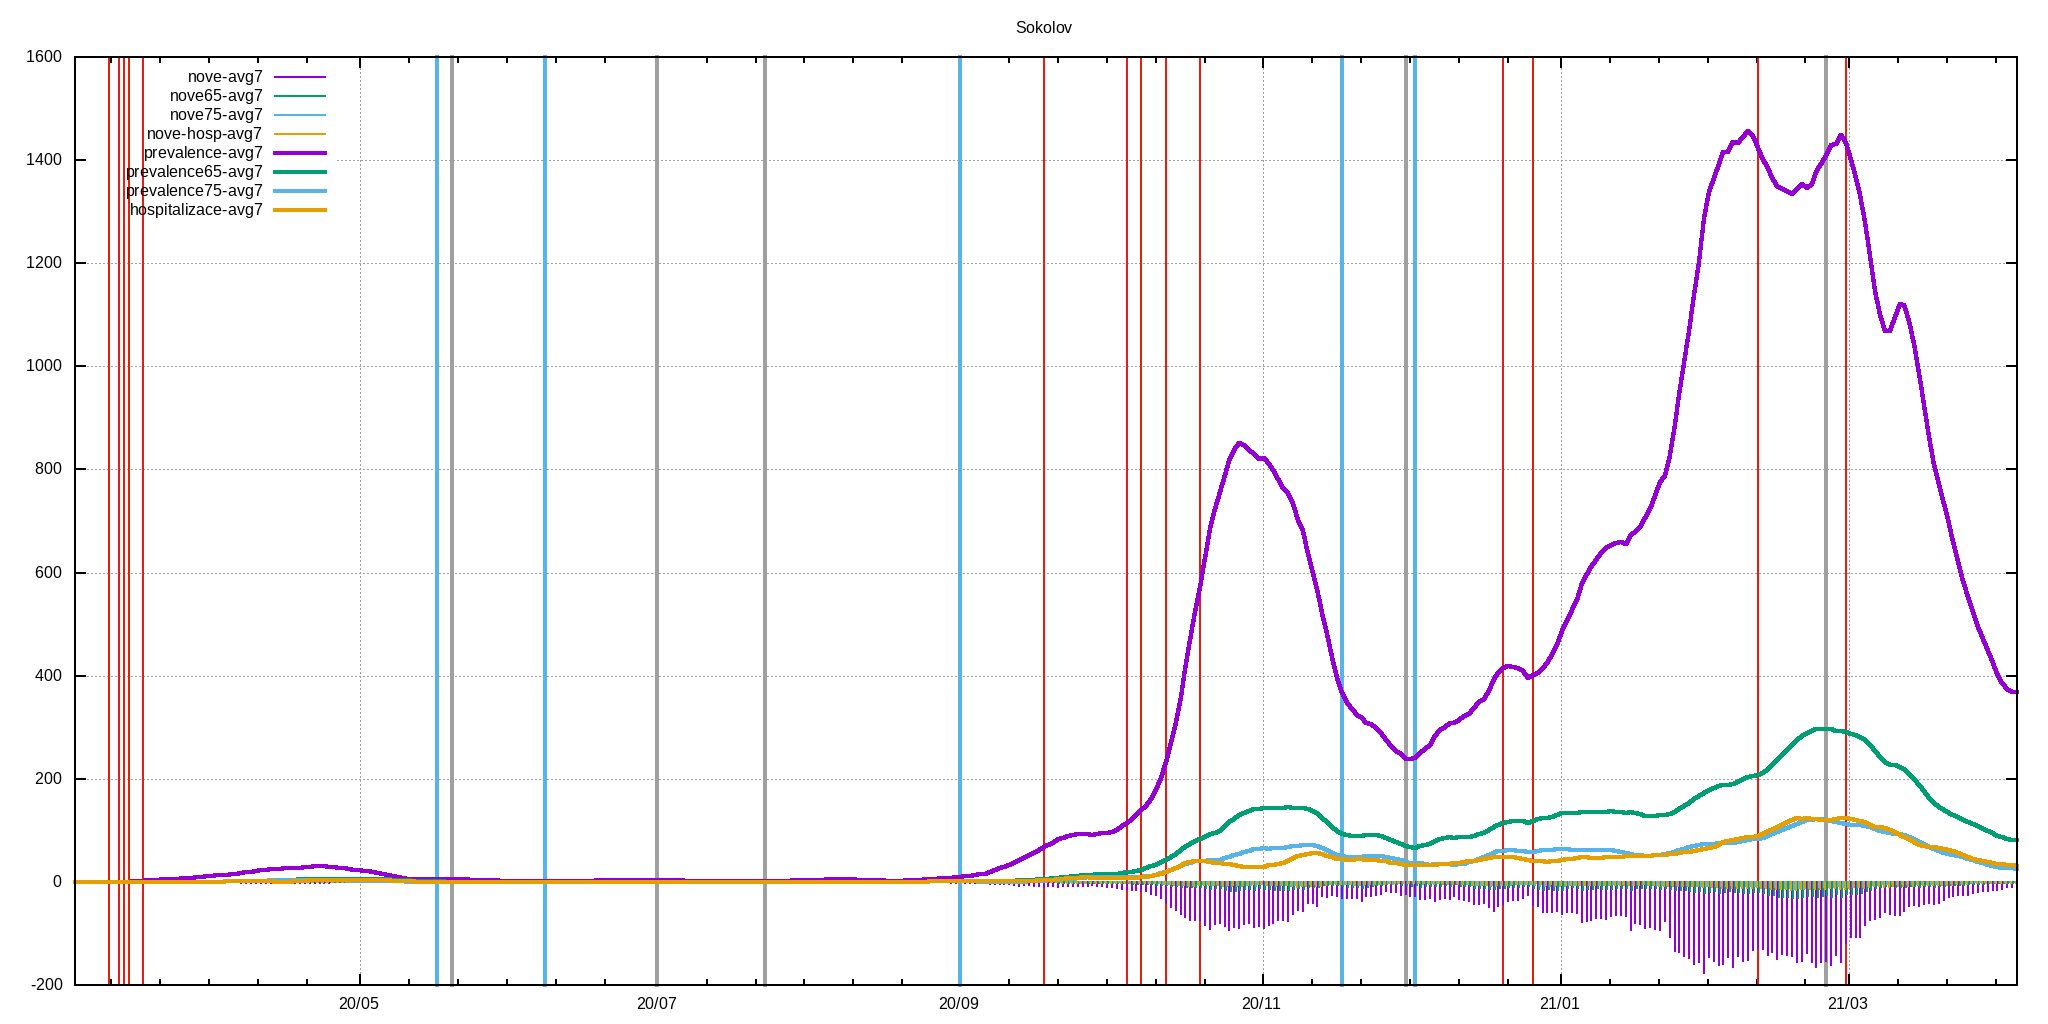 Sokolov
1600
1400
1200
1000
800
600
400
200
0
-200
nove-avg7
nove65-avg7
nove75-avg7
nove-hosp-avg7
prevalence-avg7
prevalence65-avg7
prevalence75-avg7
hospitalizace-avg7
20/05 20/07 20/09 20/11 21/01 21/03